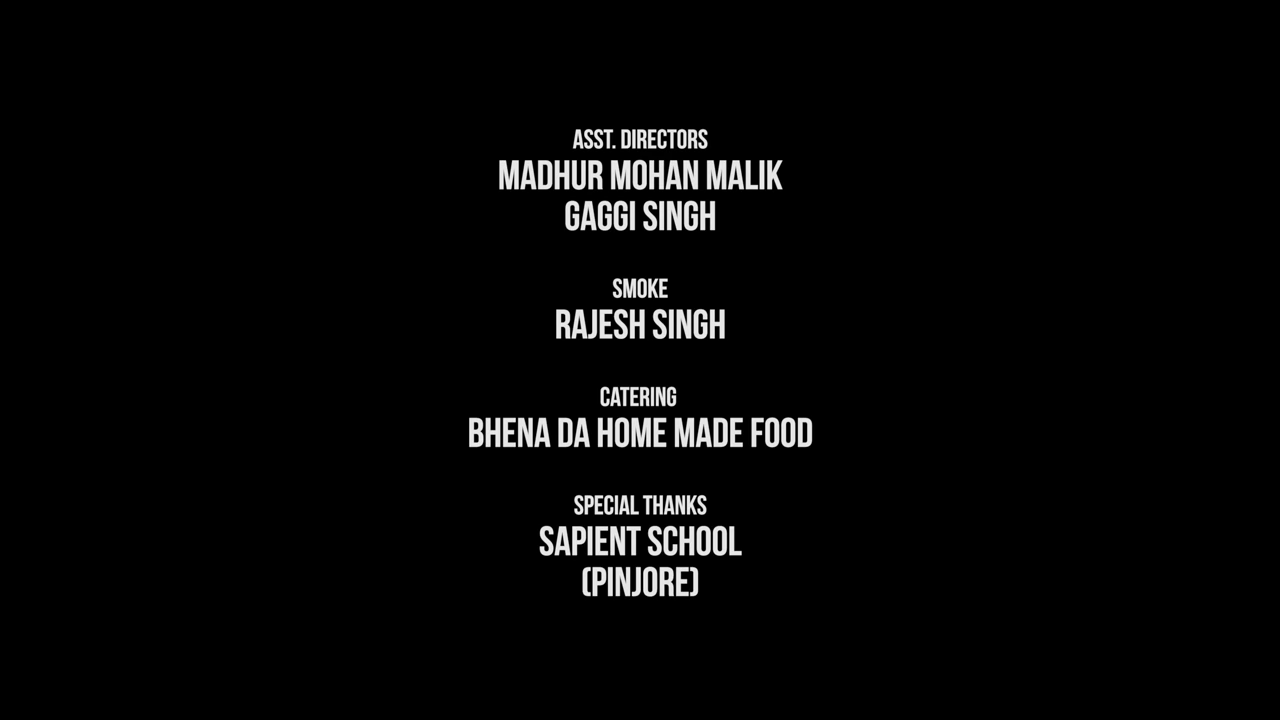 ASST. DIRECTORS
MADHUR MOHAN MALIK
GAGGI SINGH
SMOKE
RAJESH SINGH
CATERING
BHENA DA HOME MADE FOOD
SPECIAL THANKS
SAPIENT SCHOOL
(PINJORE)